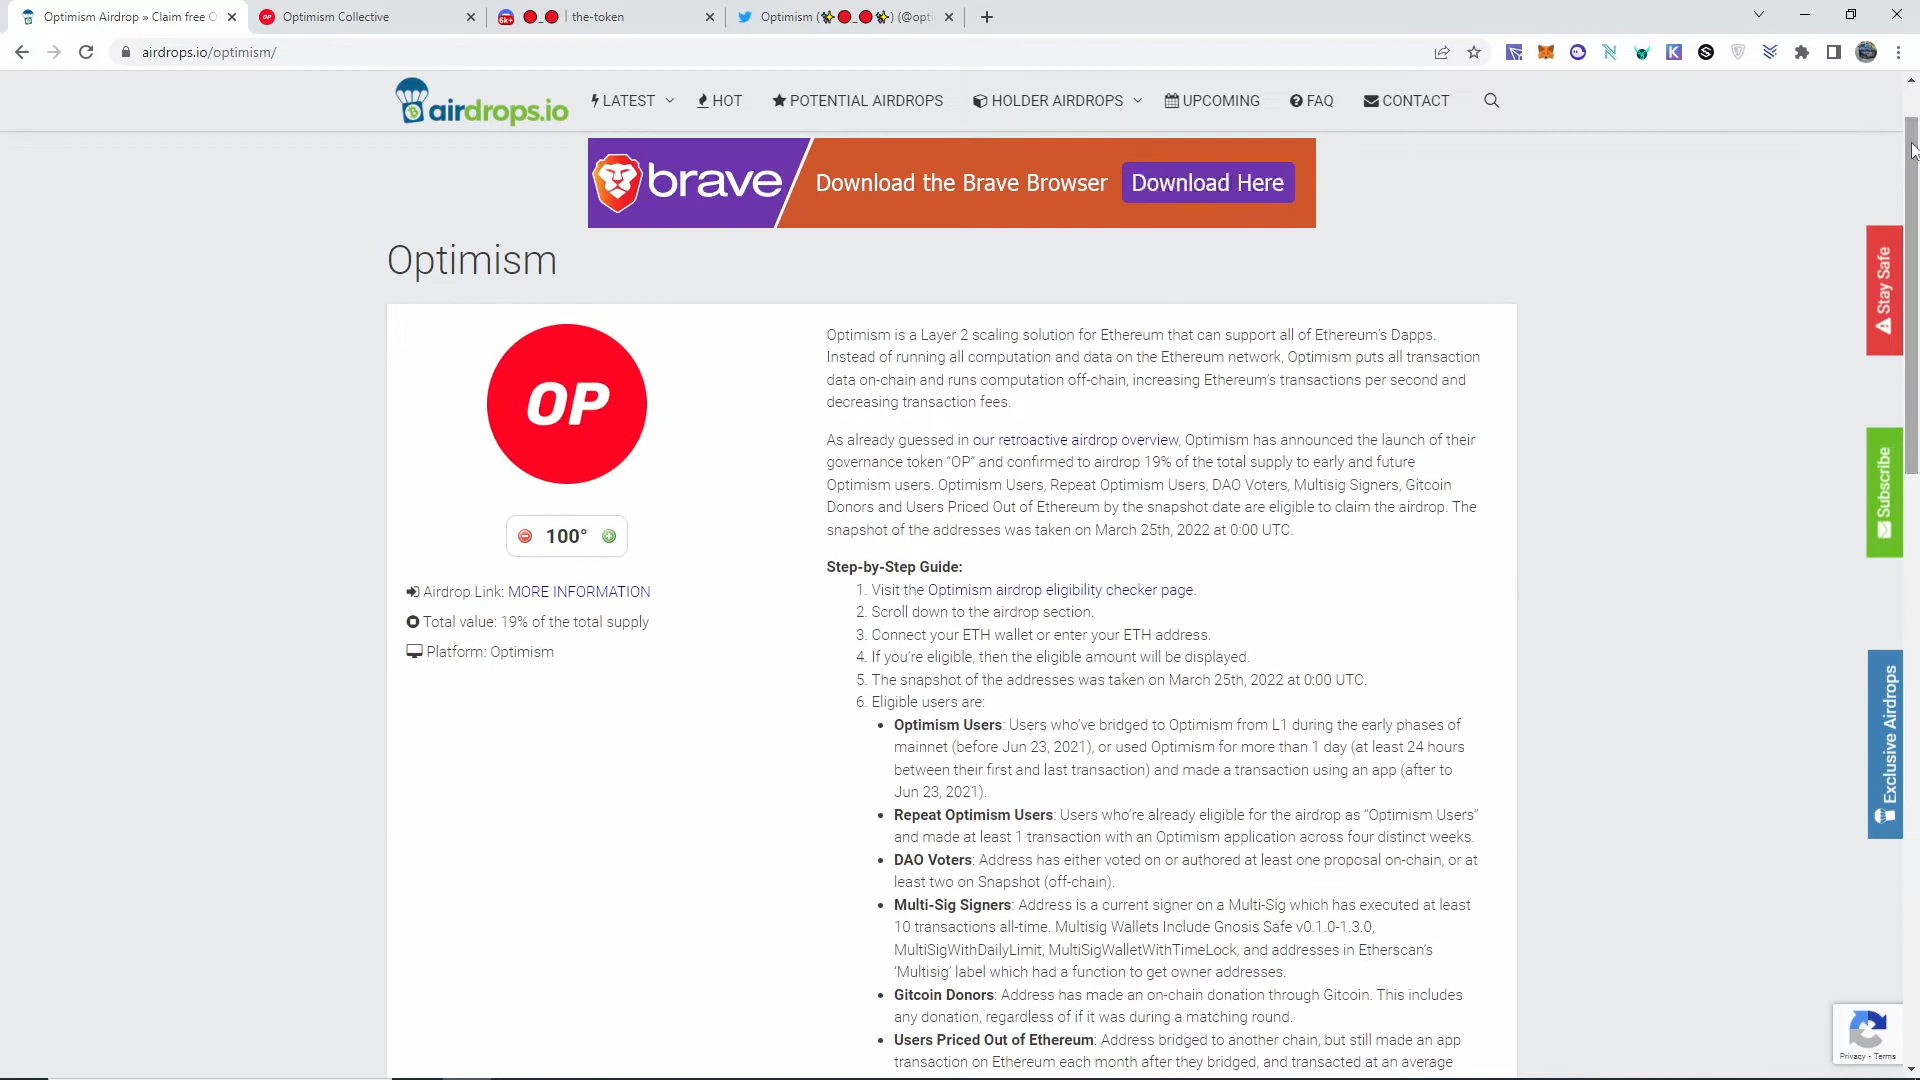 Optimism Airdrop » Claim free O
Optimism Collective
6k+
the-token
Optimism (✨🔴_🔴✨) (@opti
airdrops.io/optimism/
airdrops.io
LATEST
HOT
POTENTIAL AIRDROPS
HOLDER AIRDROPS
UPCOMING
FAQ
CONTACT
brave
Download the Brave Browser
Download Here
Optimism
OP
100°
Airdrop Link: MORE INFORMATION
Total value: 19% of the total supply
Platform: Optimism
Optimism is a Layer 2 scaling solution for Ethereum that can support all of Ethereum’s Dapps.
Instead of running all computation and data on the Ethereum network, Optimism puts all transaction
data on-chain and runs computation off-chain, increasing Ethereum’s transactions per second and
decreasing transaction fees.
As already guessed in our retroactive airdrop overview, Optimism has announced the launch of their
governance token “OP” and confirmed to airdrop 19% of the total supply to early and future
Optimism users. Optimism Users, Repeat Optimism Users, DAO Voters, Multisig Signers, Gitcoin
Donors and Users Priced Out of Ethereum by the snapshot date are eligible to claim the airdrop. The
snapshot of the addresses was taken on March 25th, 2022 at 0:00 UTC.
Step-by-Step Guide:
1. Visit the Optimism airdrop eligibility checker page.
2. Scroll down to the airdrop section.
3. Connect your ETH wallet or enter your ETH address.
4. If you’re eligible, then the eligible amount will be displayed.
5. The snapshot of the addresses was taken on March 25th, 2022 at 0:00 UTC.
6. Eligible users are:
• Optimism Users: Users who’ve bridged to Optimism from L1 during the early phases of
mainnet (before Jun 23, 2021), or used Optimism for more than 1 day (at least 24 hours
between their first and last transaction) and made a transaction using an app (after to
Jun 23, 2021).
• Repeat Optimism Users: Users who’re already eligible for the airdrop as “Optimism Users”
and made at least 1 transaction with an Optimism application across four distinct weeks.
• DAO Voters: Address has either voted on or authored at least one proposal on-chain, or at
least two on Snapshot (off-chain).
• Multi-Sig Signers: Address is a current signer on a Multi-Sig which has executed at least
10 transactions all-time. Multisig Wallets Include Gnosis Safe v0.1.0-1.3.0,
MultiSigWithDailyLimit, MultiSigWalletWithTimeLock, and addresses in Etherscan’s
‘Multisig’ label which had a function to get owner addresses.
• Gitcoin Donors: Address has made an on-chain donation through Gitcoin. This includes
any donation, regardless of if it was during a matching round.
• Users Priced Out of Ethereum: Address bridged to another chain, but still made an app
transaction on Ethereum each month after they bridged, and transacted at an average
Stay Safe
Subscribe
Exclusive Airdrops
Privacy - Terms